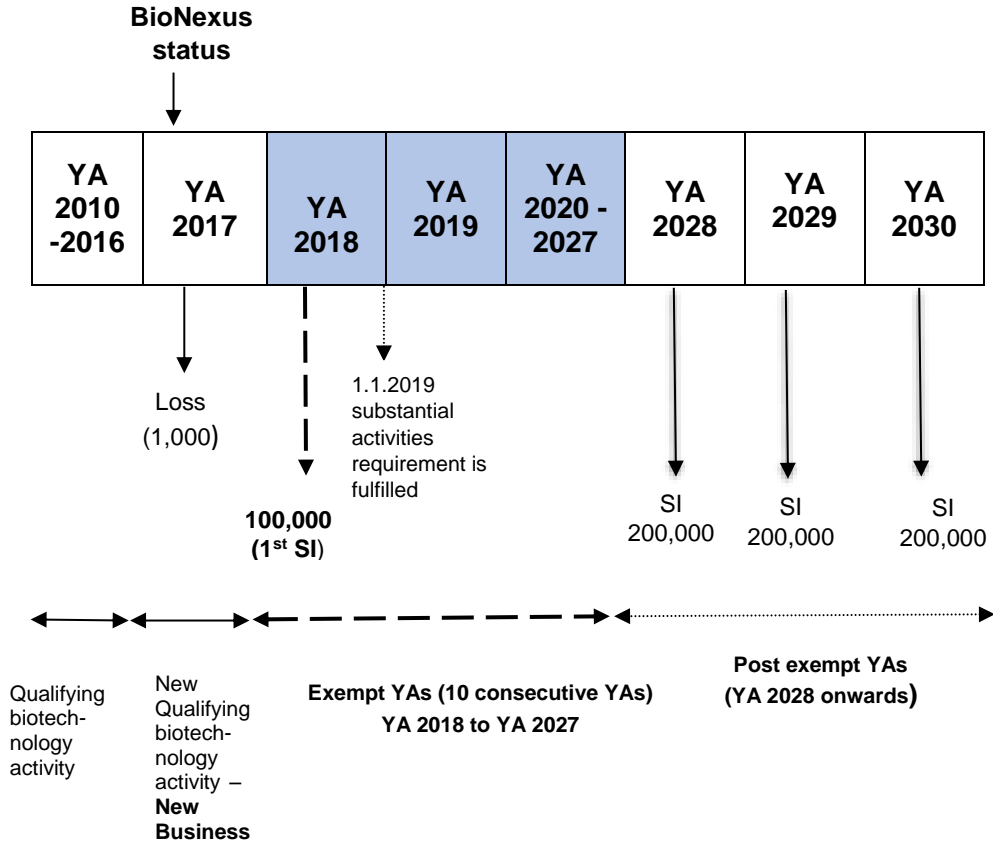 BioNexus
status
YA
2010
-2016
YA
2017
YA
2018
YA
2019
YA
2020 -
2027
YA
2028
YA
2029
YA
2030
Loss
(1,000)
1.1.2019
substantial
activities
requirement is
fulfilled
100,000
(1st SI)
SI
200,000
SI
200,000
SI
200,000
Qualifying
biotech-
nology
activity
New
Qualifying
biotech-
nology
activity –
New
Business
Exempt YAs (10 consecutive YAs)
YA 2018 to YA 2027
Post exempt YAs
(YA 2028 onwards)